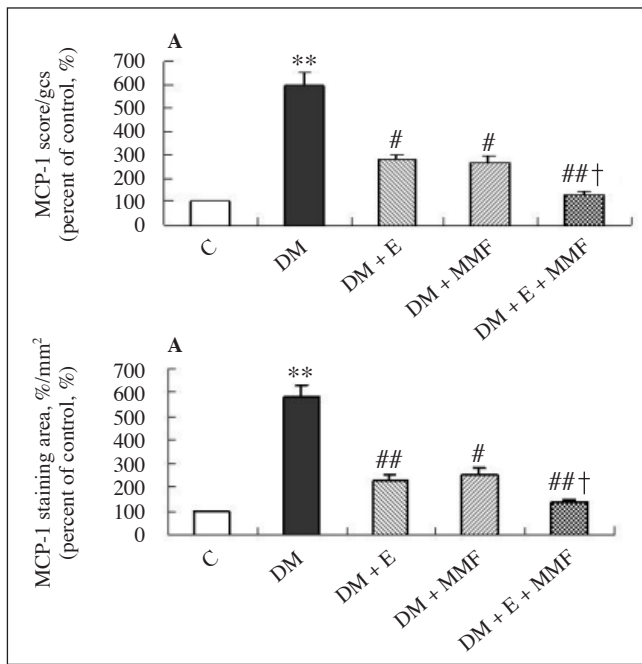 A
MCP-1 score/gcs
(percent of control, %)
700
600
500
400
300
200
100
0
**
#
#
##†
C
DM
DM + E
DM + MMF
DM + E + MMF
A
MCP-1 staining area, %/mm²
(percent of control, %)
700
600
500
400
300
200
100
0
**
##
#
##†
C
DM
DM + E
DM + MMF
DM + E + MMF